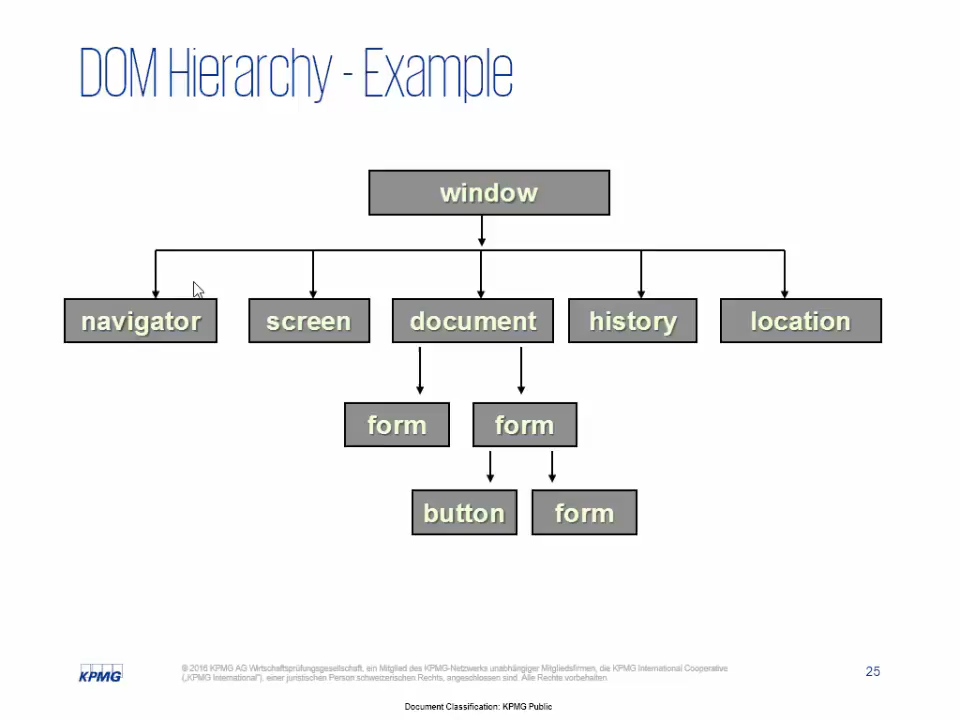 DOM Hierarchy - Example
window
navigator
screen
document
history
location
form
form
button
form
KPMG
© 2016 KPMG AG Wirtschaftsprüfungsgesellschaft, ein Mitglied des KPMG-Netzwerks unabhängiger Mitgliedsfirmen, die KPMG International Cooperative
(„KPMG International“), einer juristischen Person schweizerischen Rechts, angeschlossen sind. Alle Rechte vorbehalten.
25
Document Classification: KPMG Public